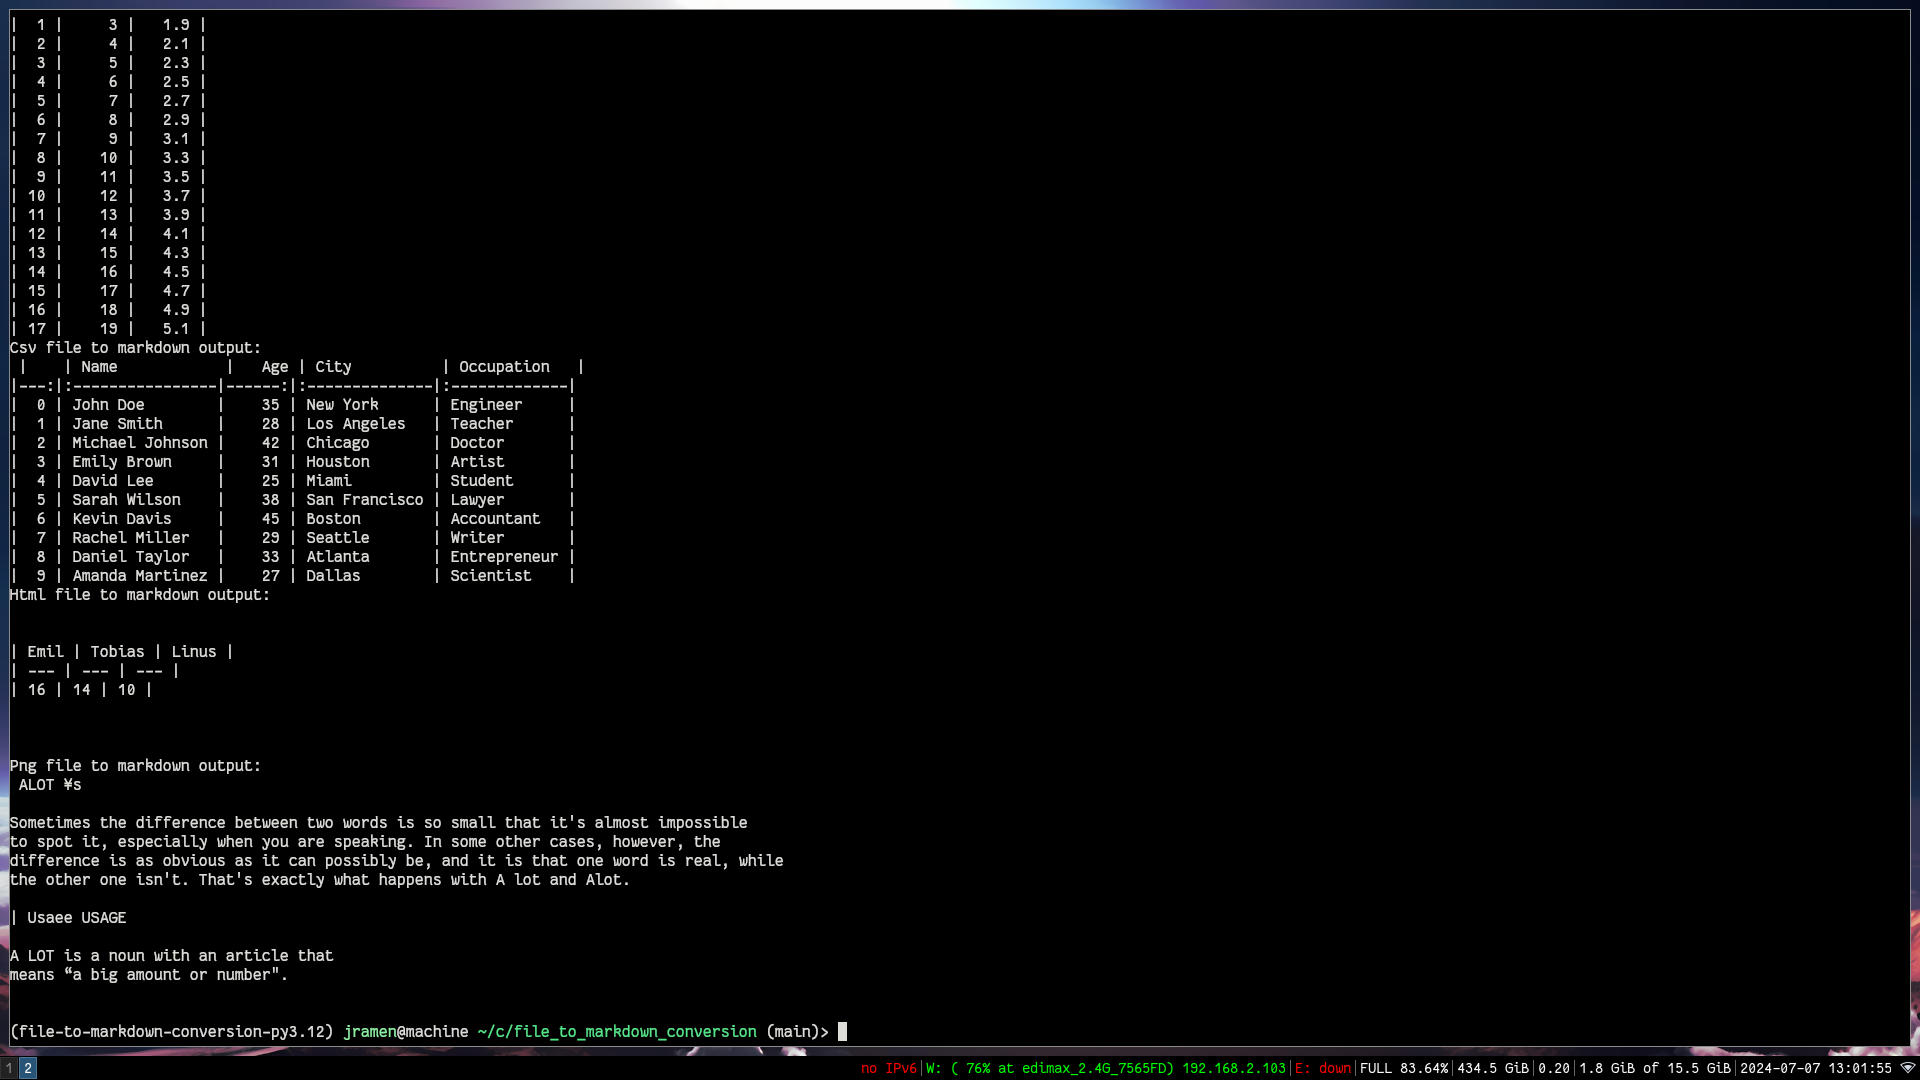 |  1 |     3 |   1.9 |
|  2 |     4 |   2.1 |
|  3 |     5 |   2.3 |
|  4 |     6 |   2.5 |
|  5 |     7 |   2.7 |
|  6 |     8 |   2.9 |
|  7 |     9 |   3.1 |
|  8 |    10 |   3.3 |
|  9 |    11 |   3.5 |
| 10 |    12 |   3.7 |
| 11 |    13 |   3.9 |
| 12 |    14 |   4.1 |
| 13 |    15 |   4.3 |
| 14 |    16 |   4.5 |
| 15 |    17 |   4.7 |
| 16 |    18 |   4.9 |
| 17 |    19 |   5.1 |
Csv file to markdown output:
 |    | Name            |   Age | City          | Occupation   |
|---:|:----------------|------:|:--------------|:-------------|
|  0 | John Doe        |    35 | New York      | Engineer     |
|  1 | Jane Smith      |    28 | Los Angeles   | Teacher      |
|  2 | Michael Johnson |    42 | Chicago       | Doctor       |
|  3 | Emily Brown     |    31 | Houston       | Artist       |
|  4 | David Lee       |    25 | Miami         | Student      |
|  5 | Sarah Wilson    |    38 | San Francisco | Lawyer       |
|  6 | Kevin Davis     |    45 | Boston        | Accountant   |
|  7 | Rachel Miller   |    29 | Seattle       | Writer       |
|  8 | Daniel Taylor   |    33 | Atlanta       | Entrepreneur |
|  9 | Amanda Martinez |    27 | Dallas        | Scientist    |
Html file to markdown output:
| Emil | Tobias | Linus |
| --- | --- | --- |
| 16 | 14 | 10 |
Png file to markdown output:
 ALOT ¥s
Sometimes the difference between two words is so small that it's almost impossible
to spot it, especially when you are speaking. In some other cases, however, the
difference is as obvious as it can possibly be, and it is that one word is real, while
the other one isn't. That's exactly what happens with A lot and Alot.
| Usaee USAGE
A LOT is a noun with an article that
means “a big amount or number".
(file-to-markdown-conversion-py3.12) jramen@machine ~/c/file_to_markdown_conversion (main)>
1 2 no IPv6|W: ( 76% at edimax_2.4G_7565FD) 192.168.2.103|E: down|FULL 83.64%|434.5 GiB|0.20|1.8 GiB of 15.5 GiB|2024-07-07 13:01:55